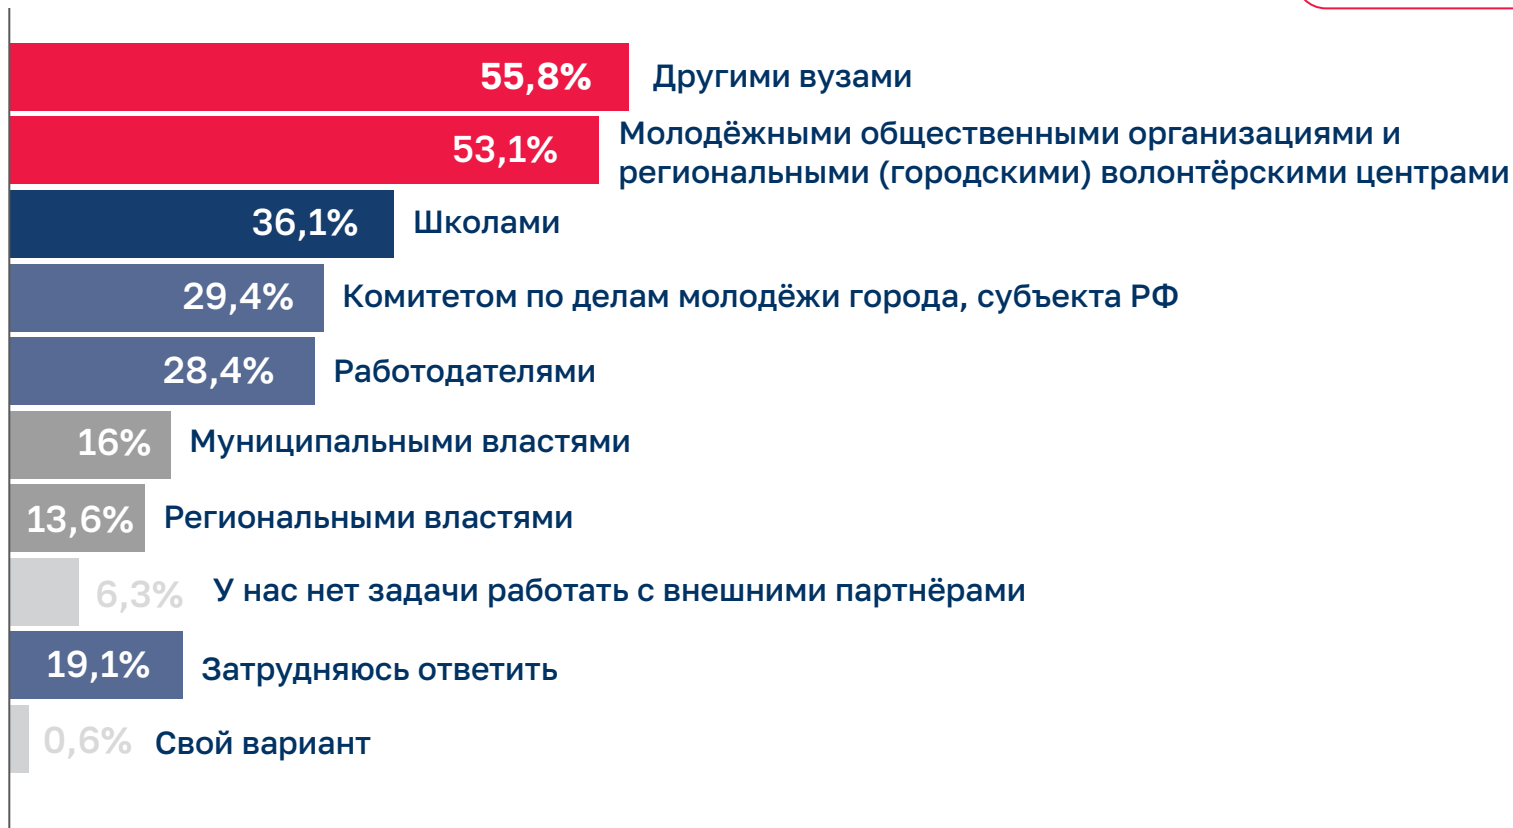 55,8% Другими вузами
53,1% Молодёжными общественными организациями и
региональными (городскими) волонтёрскими центрами
36,1% Школами
29,4% Комитетом по делам молодёжи города, субъекта РФ
28,4% Работодателями
16% Муниципальными властями
13,6% Региональными властями
6,3% У нас нет задачи работать с внешними партнёрами
19,1% Затрудняюсь ответить
0,6% Свой вариант